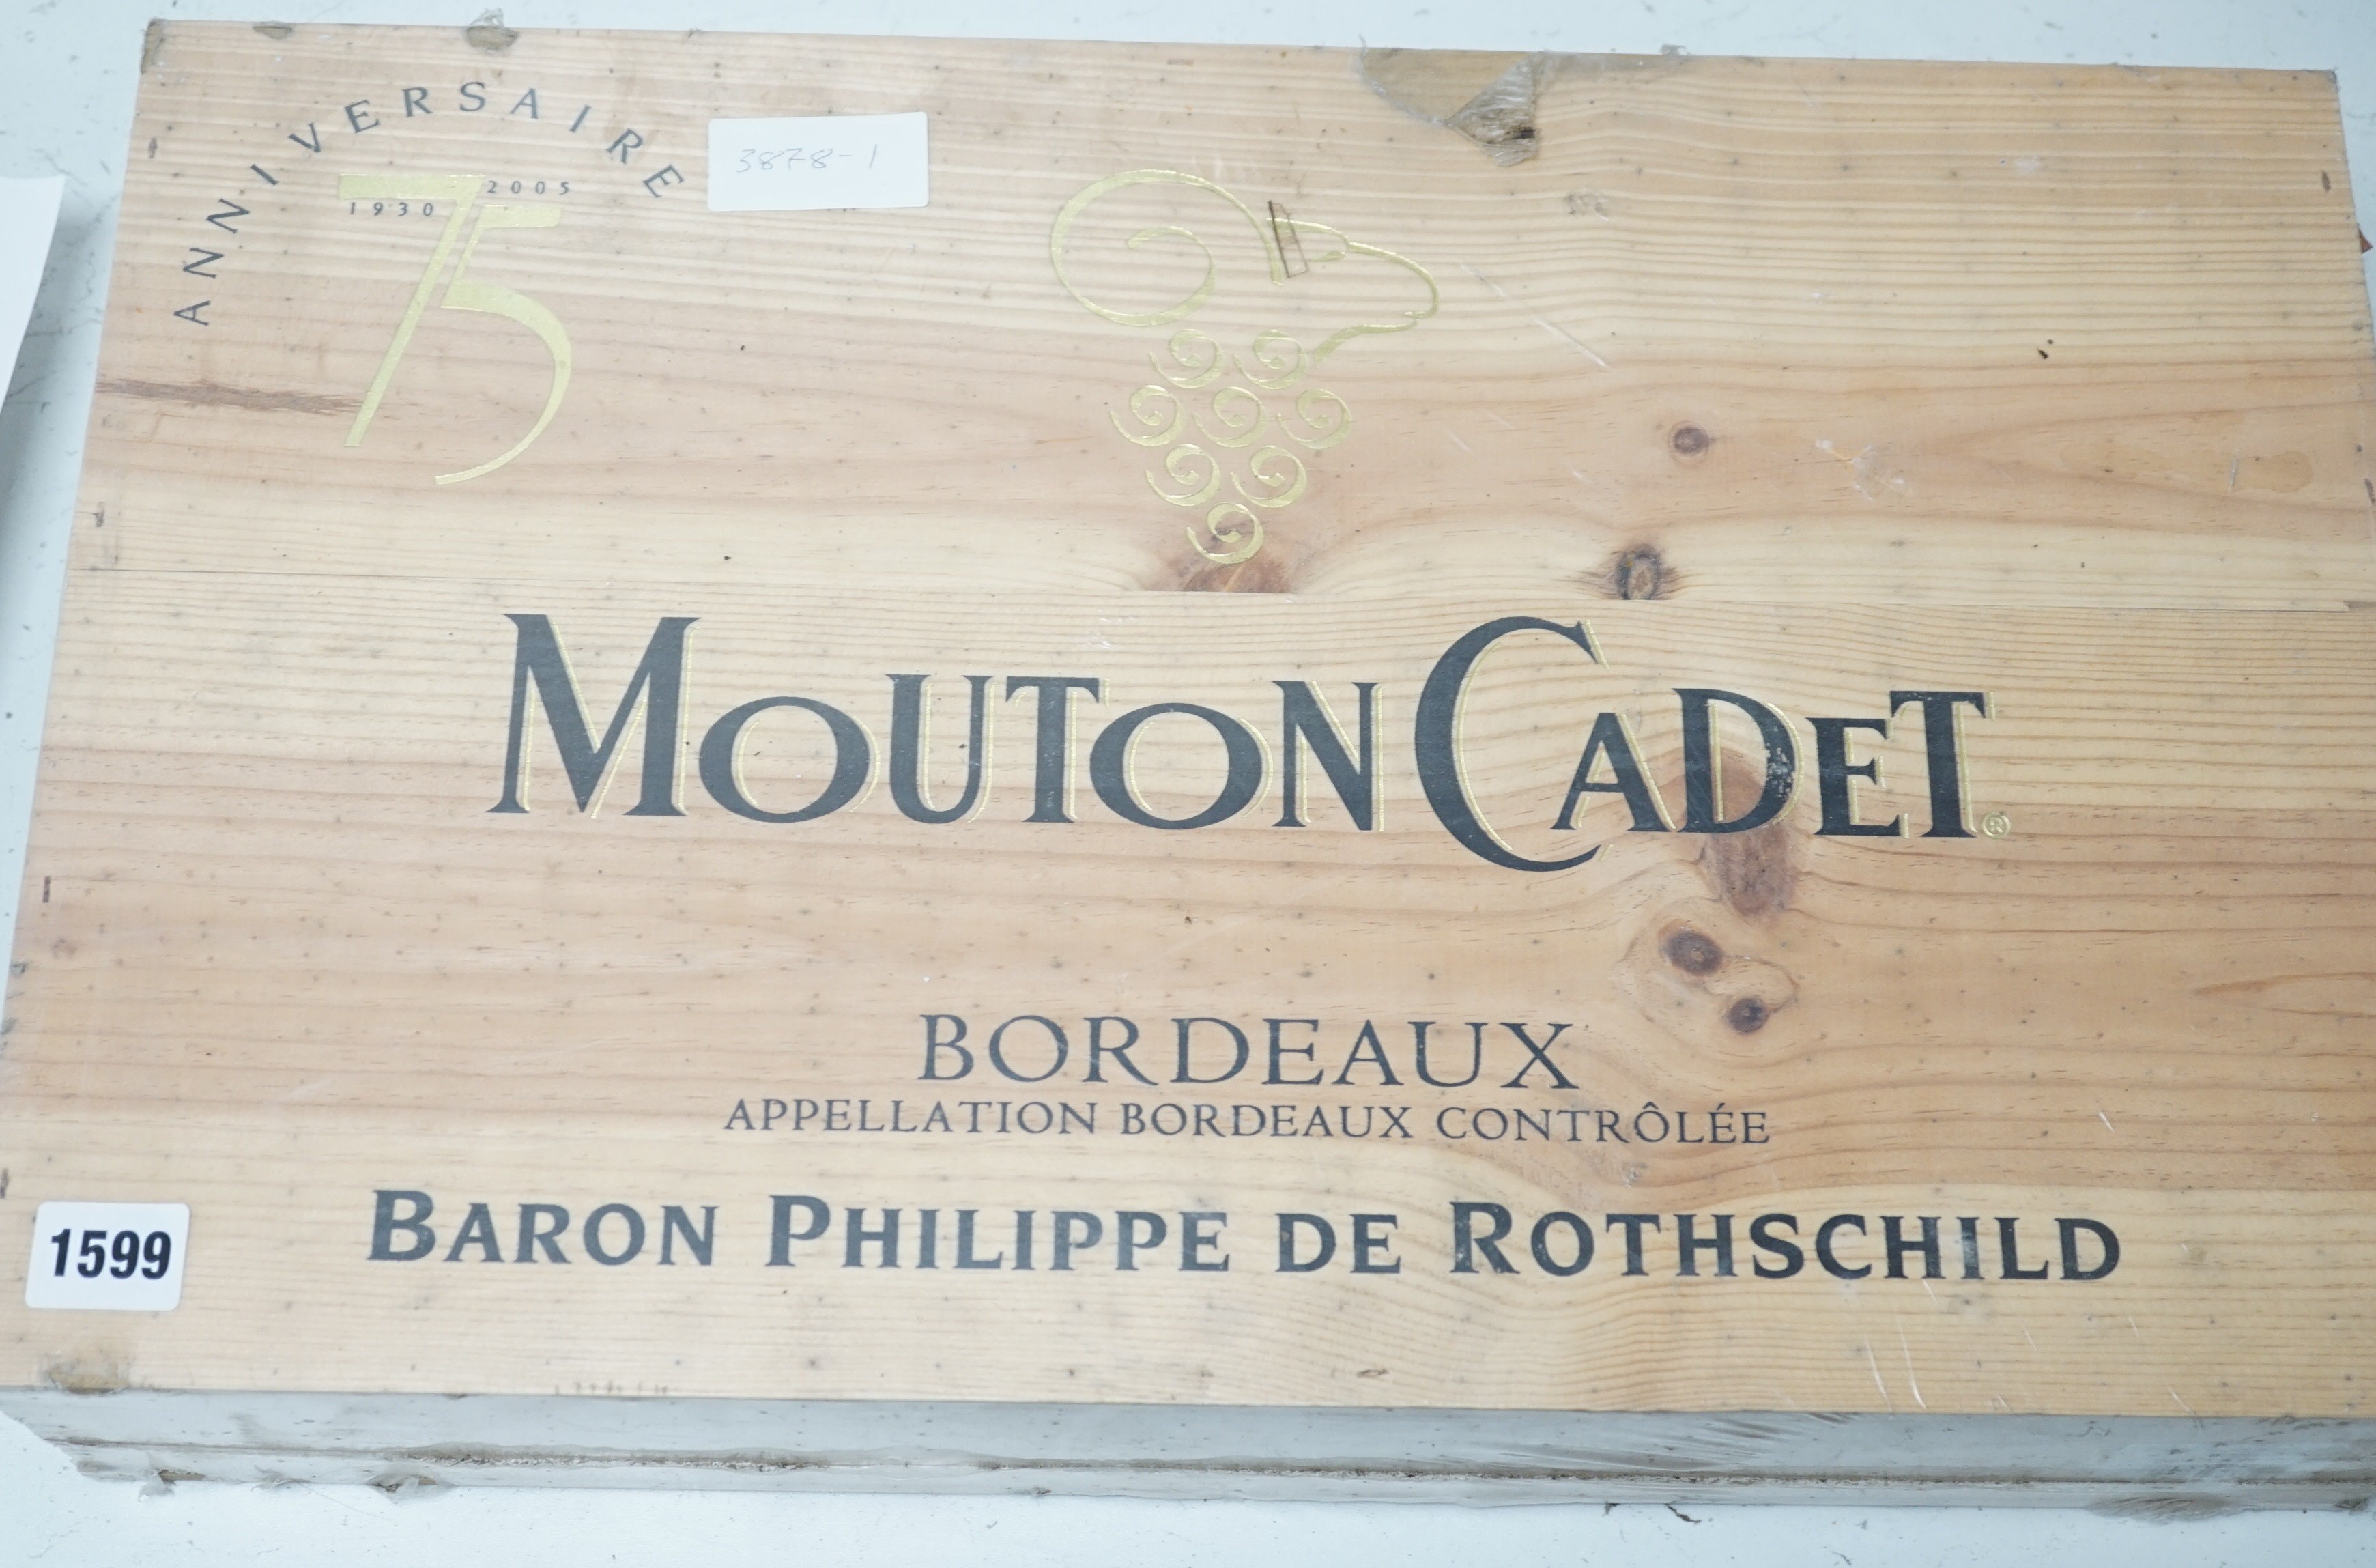 ANNIVERSAIRE
75
2005
1930
3878-1
MOUTON CADET®
BORDEAUX
APPELLATION BORDEAUX CONTRÔLÉE
BARON PHILIPPE DE ROTHSCHILD
1599